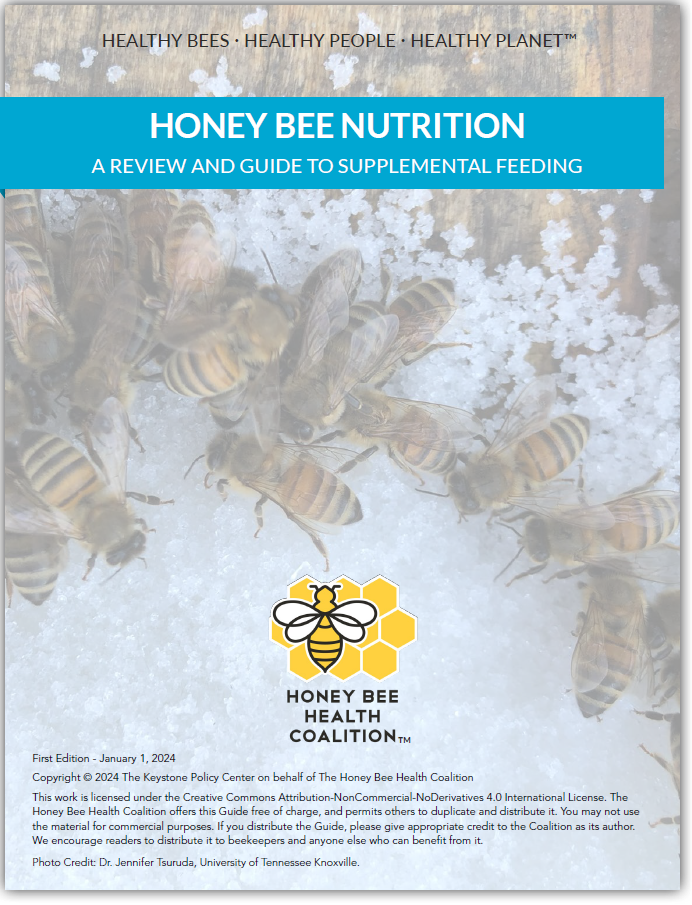 HEALTHY BEES · HEALTHY PEOPLE · HEALTHY PLANET™
HONEY BEE NUTRITION
A REVIEW AND GUIDE TO SUPPLEMENTAL FEEDING
HONEY BEE
HEALTH
COALITION™
First Edition - January 1, 2024
Copyright © 2024 The Keystone Policy Center on behalf of The Honey Bee Health Coalition
This work is licensed under the Creative Commons Attribution-NonCommercial-NoDerivatives 4.0 International License. The
Honey Bee Health Coalition offers this Guide free of charge, and permits others to duplicate and distribute it. You may not use
the material for commercial purposes. If you distribute the Guide, please give appropriate credit to the Coalition as its author.
We encourage readers to distribute it to beekeepers and anyone else who can benefit from it.
Photo Credit: Dr. Jennifer Tsuruda, University of Tennessee Knoxville.